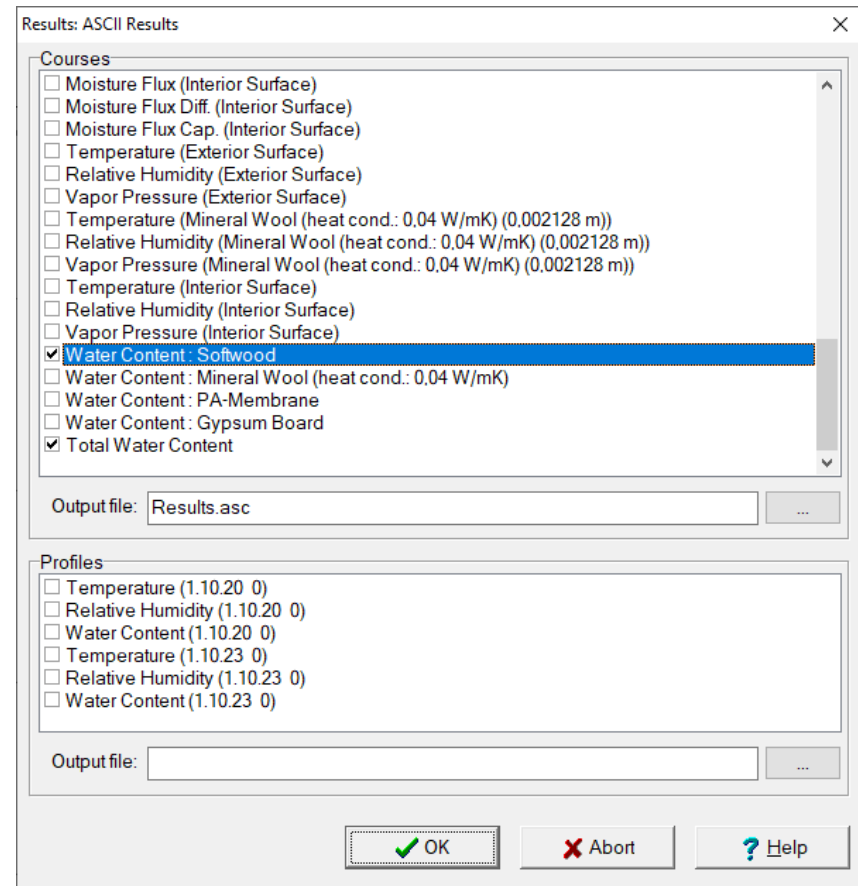 Results: ASCII Results
Courses
Moisture Flux (Interior Surface)
Moisture Flux Diff. (Interior Surface)
Moisture Flux Cap. (Interior Surface)
Temperature (Exterior Surface)
Relative Humidity (Exterior Surface)
Vapor Pressure (Exterior Surface)
Temperature (Mineral Wool (heat cond.: 0,04 W/mK) (0,002128 m))
Relative Humidity (Mineral Wool (heat cond.: 0,04 W/mK) (0,002128 m))
Vapor Pressure (Mineral Wool (heat cond.: 0,04 W/mK) (0,002128 m))
Temperature (Interior Surface)
Relative Humidity (Interior Surface)
Vapor Pressure (Interior Surface)
Water Content : Softwood
Water Content : Mineral Wool (heat cond.: 0,04 W/mK)
Water Content : PA-Membrane
Water Content : Gypsum Board
Total Water Content
Output file: Results.asc ...
Profiles
Temperature (1.10.20 0)
Relative Humidity (1.10.20 0)
Water Content (1.10.20 0)
Temperature (1.10.23 0)
Relative Humidity (1.10.23 0)
Water Content (1.10.23 0)
Output file: ...
OK Abort Help